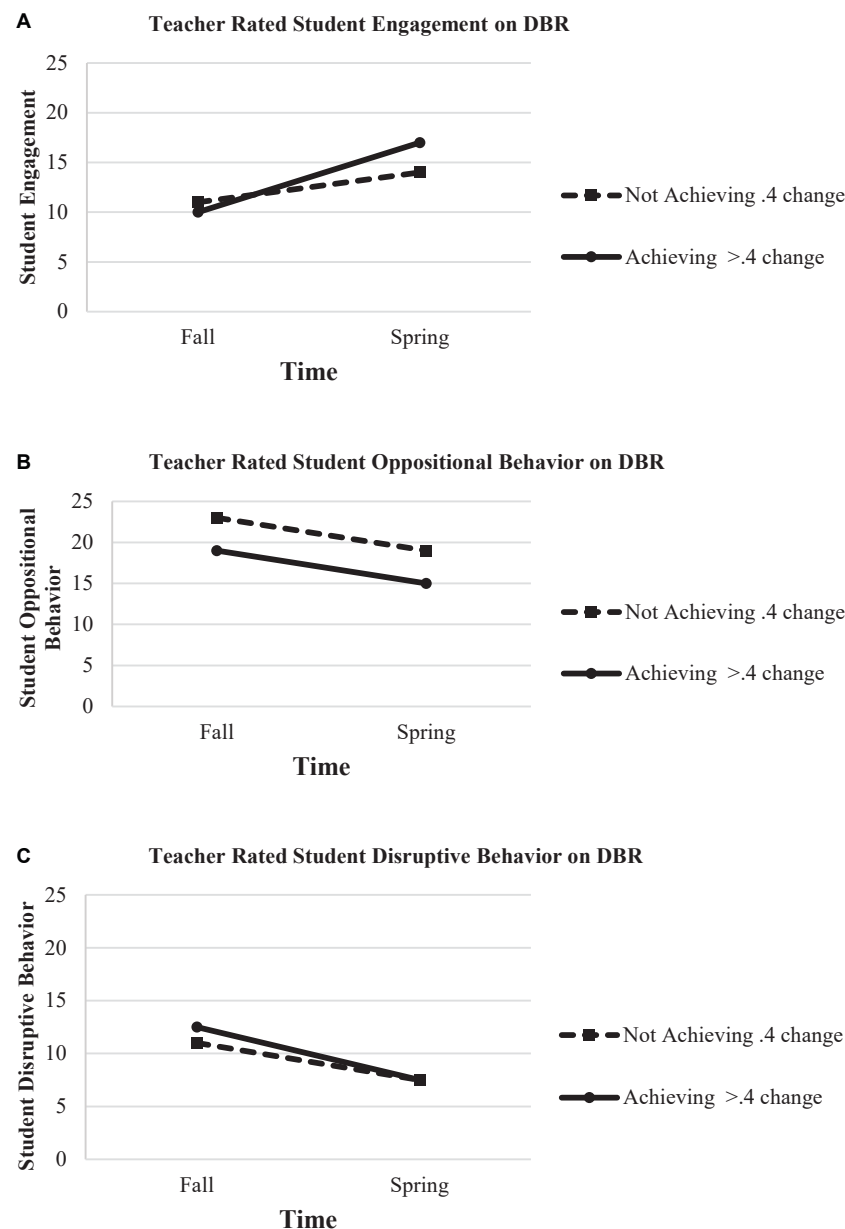 A
Teacher Rated Student Engagement on DBR
25
20
15
10
5
0
Student Engagement
Fall
Spring
Time
Not Achieving .4 change
Achieving >.4 change
B
Teacher Rated Student Oppositional Behavior on DBR
25
20
15
10
5
0
Student Oppositional
Behavior
Fall
Spring
Time
Not Achieving .4 change
Achieving >.4 change
C
Teacher Rated Student Disruptive Behavior on DBR
25
20
15
10
5
0
Student Disruptive Behavior
Fall
Spring
Time
Not Achieving .4 change
Achieving >.4 change